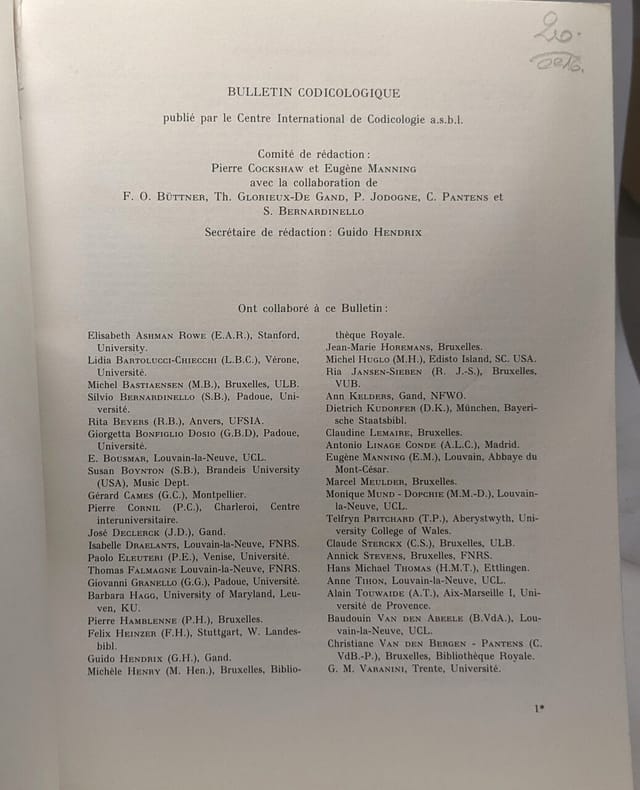 20.
BULLETIN CODICOLOGIQUE
publié par le Centre International de Codicologie a.s.b.l.
Comité de rédaction :
Pierre COCKSHAW et Eugène MANNING
avec la collaboration de
F. O. BÜTTNER, Th. GLORIEUX-DE GAND, P. JODOGNE, C. PANTENS et
S. BERNARDINELLO
Secrétaire de rédaction : Guido HENDRIX
Ont collaboré à ce Bulletin :
Elisabeth ASHMAN ROWE (E.A.R.), Stanford,
University.
Lidia BARTOLUCCI-CHIECCHI (L.B.C.), Vérone,
Université.
Michel BASTIAENSEN (M.B.), Bruxelles, ULB.
Silvio BERNARDINELLO (S.B.), Padoue, Uni-
versité.
Rita BEYERS (R.B.), Anvers, UFSIA.
Giorgetta BONFIGLIO DOSIO (G.B.D), Padoue,
Université.
E. BOUSMAR, Louvain-la-Neuve, UCL.
Susan BOYNTON (S.B.), Brandeis University
(USA), Music Dept.
Gérard CAMES (G.C.), Montpellier.
Pierre CORNIL (P.C.), Charleroi, Centre
interuniversitaire.
José DECLERCK (J.D.), Gand.
Isabelle DRAELANTS, Louvain-la-Neuve, FNRS.
Paolo ELEUTERI (P.E.), Venise, Université.
Thomas FALMAGNE Louvain-la-Neuve, FNRS.
Giovanni GRANELLO (G.G.), Padoue, Université.
Barbara HAGG, University of Maryland, Leu-
ven, KU.
Pierre HAMBLENNE (P.H.), Bruxelles.
Felix HEINZER (F.H.), Stuttgart, W. Landes-
bibl.
Guido HENDRIX (G.H.), Gand.
Michèle HENRY (M. Hen.), Bruxelles, Biblio-
thèque Royale.
Jean-Marie HOREMANS, Bruxelles.
Michel HUGLO (M.H.), Edisto Island, SC. USA.
Ria JANSEN-SIEBEN (R. J.-S.), Bruxelles,
VUB.
Ann KELDERS, Gand, NFWO.
Dietrich KUDORFER (D.K.), München, Bayeri-
sche Staatsbibl.
Claudine LEMAIRE, Bruxelles.
Antonio LINAGE CONDE (A.L.C.), Madrid.
Eugène MANNING (E.M.), Louvain, Abbaye du
Mont-César.
Marcel MEULDER, Bruxelles.
Monique MUND - DOPCHIE (M.M.-D.), Louvain-
la-Neuve, UCL.
Telfryn PRITCHARD (T.P.), Aberystwyth, Uni-
versity College of Wales.
Claude STERCKX (C.S.), Bruxelles, ULB.
Annick STEVENS, Bruxelles, FNRS.
Hans Michael THOMAS (H.M.T.), Ettlingen.
Anne TIHON, Louvain-la-Neuve, UCL.
Alain TOUWAIDE (A.T.), Aix-Marseille I, Uni-
versité de Provence.
Baudouin VAN DEN ABEELE (B.VdA.), Lou-
vain-la-Neuve, UCL.
Christiane VAN DEN BERGEN - PANTENS (C.
VdB.-P.), Bruxelles, Bibliothèque Royale.
G. M. VARANINI, Trente, Université.
1*